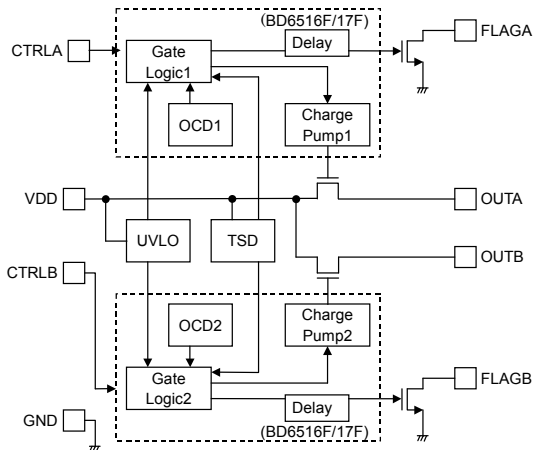 (BD6516F/17F)
FLAGA
CTRLA
Gate
Logic1
Delay
OCD1
Charge
Pump1
VDD
OUTA
UVLO
TSD
OUTB
CTRLB
OCD2
Charge
Pump2
Gate
Logic2
FLAGB
Delay
GND
(BD6516F/17F)